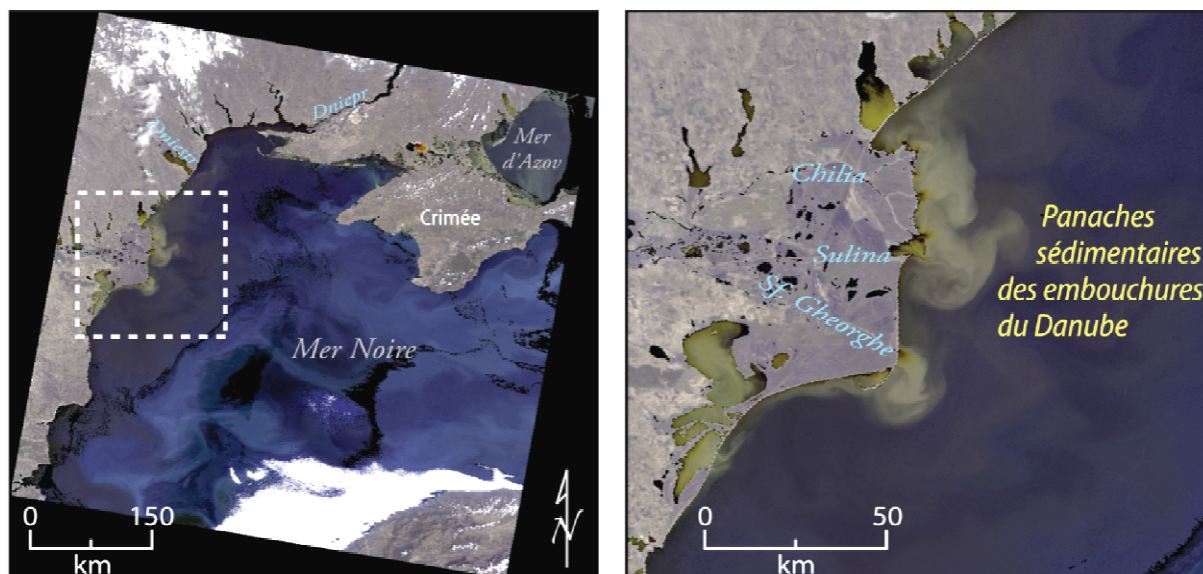 Dniepr
Dniestr
Mer
d'Azov
Crimée
Mer Noire
0 150
km
N
Chilia
Sulina
Sf. Gheorghe
Panaches
sédimentaires
des embouchures
du Danube
0 50
km